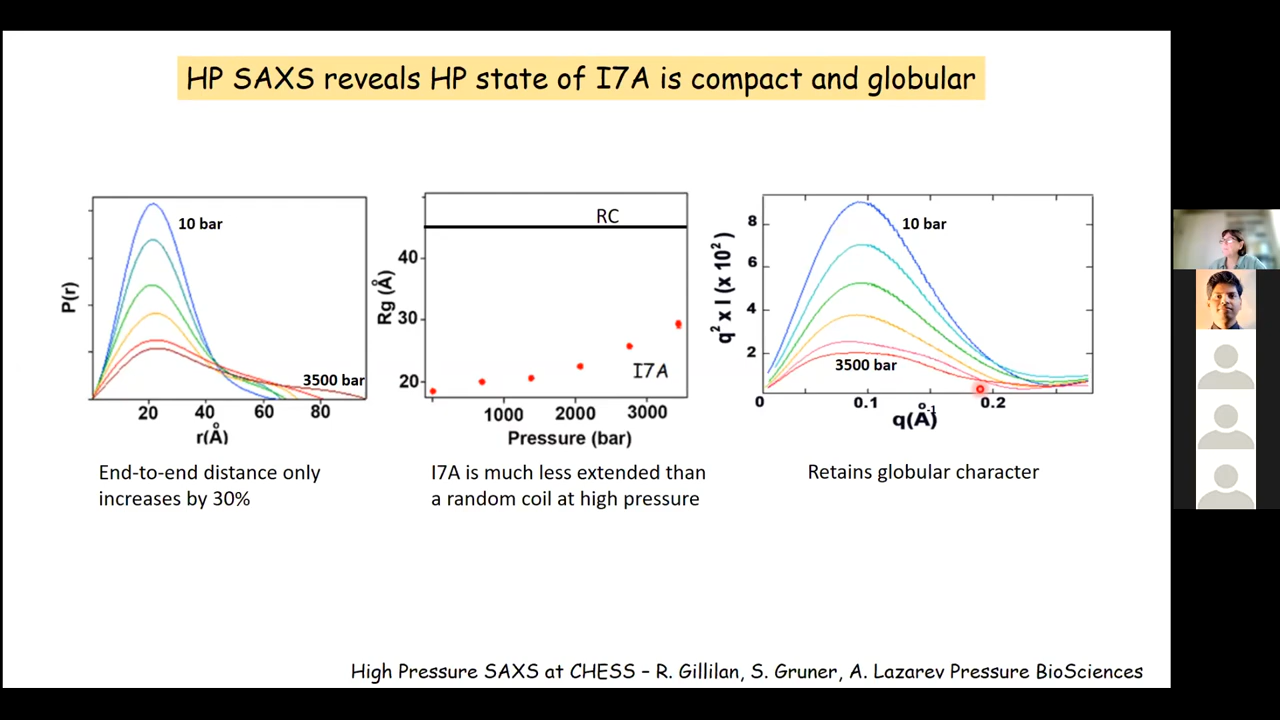 HP SAXS reveals HP state of I7A is compact and globular
P(r)
10 bar
3500 bar
20 40 60 80
r(Å)
Rg (Å)
40
30
20
RC
I7A
1000 2000 3000
Pressure (bar)
q² x I (x 10²)
8
6
4
2
10 bar
3500 bar
0 0.1 0.2
q(Å⁻¹)
End-to-end distance only
increases by 30%
I7A is much less extended than
a random coil at high pressure
Retains globular character
High Pressure SAXS at CHESS – R. Gillilan, S. Gruner, A. Lazarev Pressure BioSciences